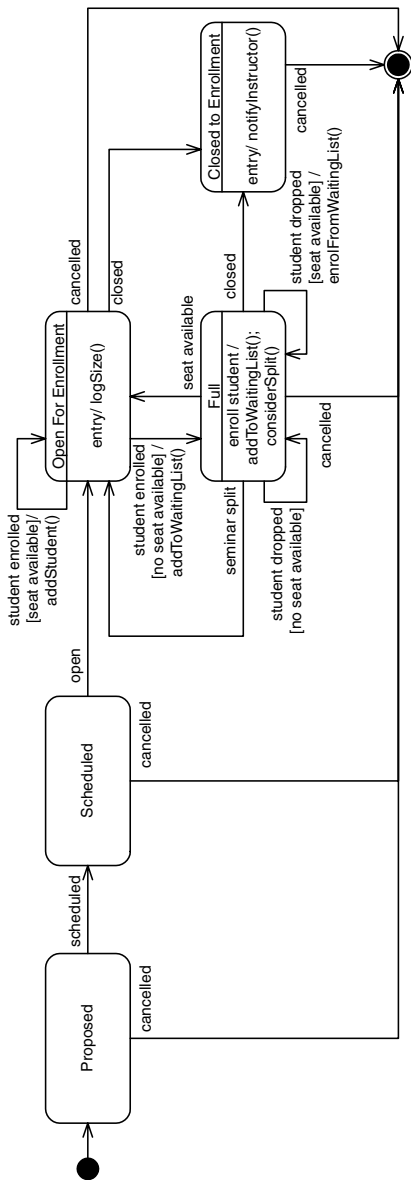 Proposed
scheduled
cancelled
Scheduled
open
cancelled
student enrolled
[seat available]/
addStudent()
Open For Enrollment
entry/ logSize()
cancelled
closed
student enrolled
[no seat available] /
addToWaitingList()
seat available
seminar split
Full
enroll student /
addToWaitingList();
considerSplit()
closed
student dropped
[no seat available]
cancelled
student dropped
[seat available] /
enrolFromWaitingList()
Closed to Enrollment
entry/ notifyInstructor()
cancelled